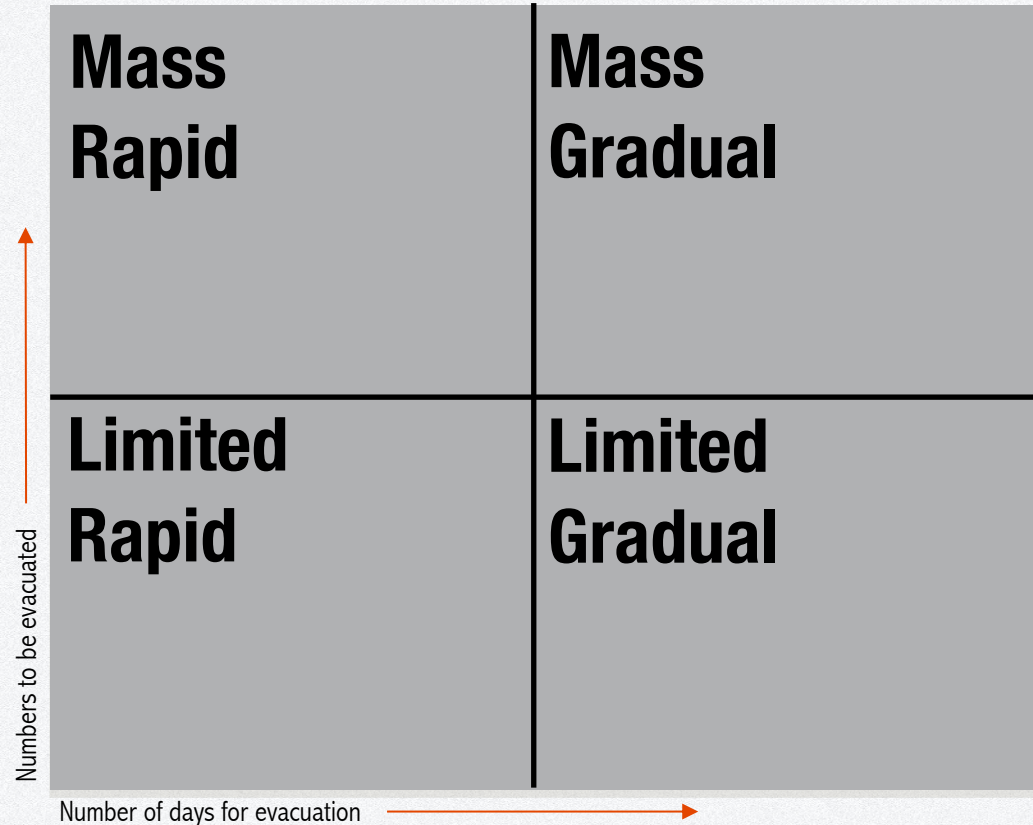 Mass
Rapid
Mass
Gradual
Limited
Rapid
Limited
Gradual
Numbers to be evacuated
Number of days for evacuation